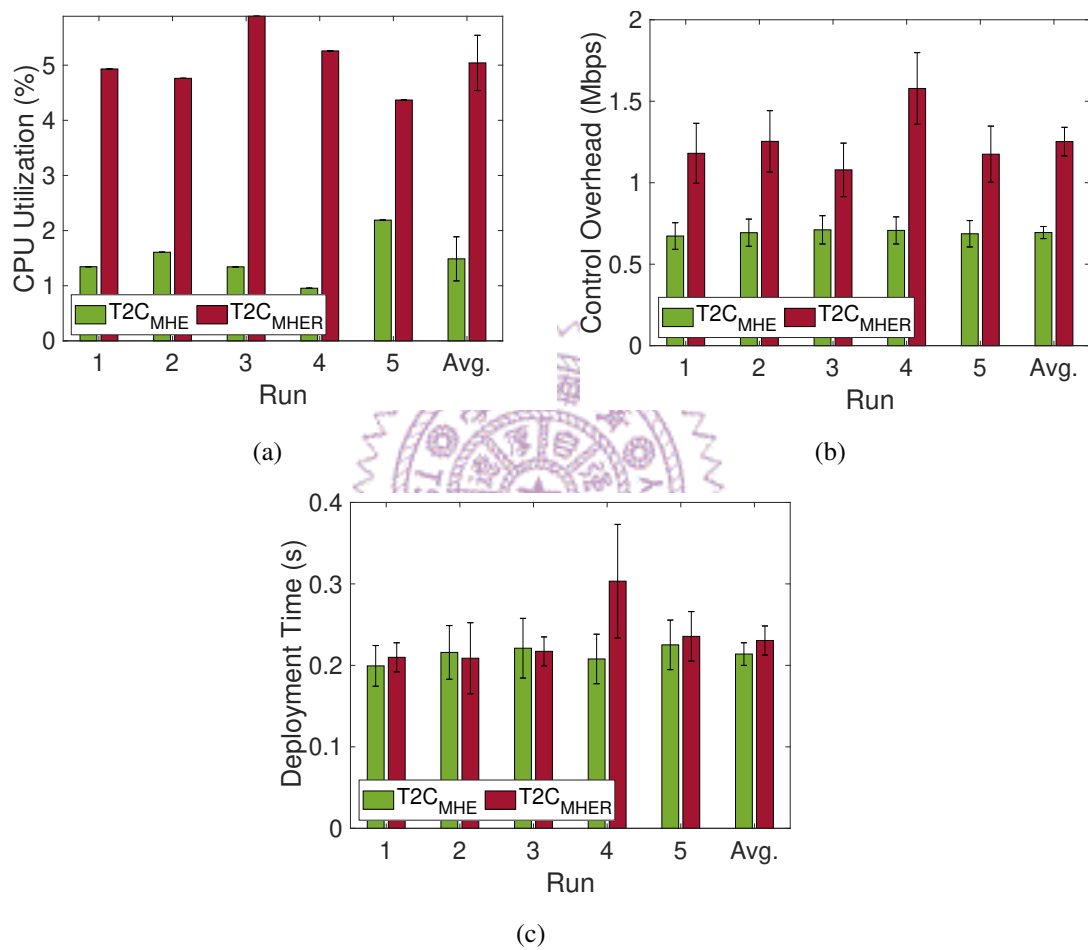 CPU Utilization (%)
5
4
3
2
1
0
T2C_MHE T2C_MHER
1 2 3 4 5 Avg.
Run
(a)
Control Overhead (Mbps)
2
1.5
1
0.5
0
T2C_MHE T2C_MHER
1 2 3 4 5 Avg.
Run
(b)
Deployment Time (s)
0.4
0.3
0.2
0.1
0
T2C_MHE T2C_MHER
1 2 3 4 5 Avg.
Run
(c)